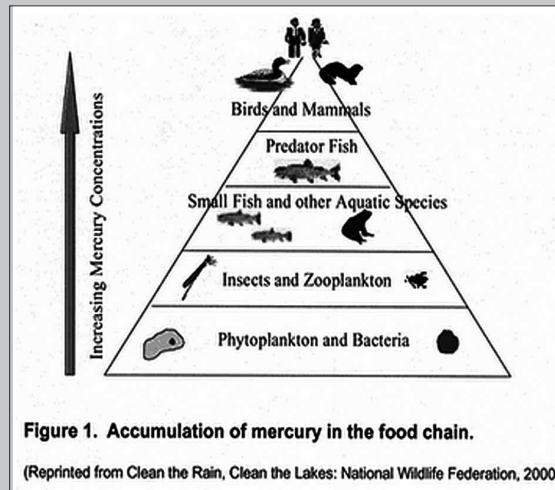 Birds and Mammals
Predator Fish
Small Fish and other Aquatic Species
Insects and Zooplankton
Phytoplankton and Bacteria
Increasing Mercury Concentrations
Figure 1. Accumulation of mercury in the food chain.
(Reprinted from Clean the Rain, Clean the Lakes: National Wildlife Federation, 2000